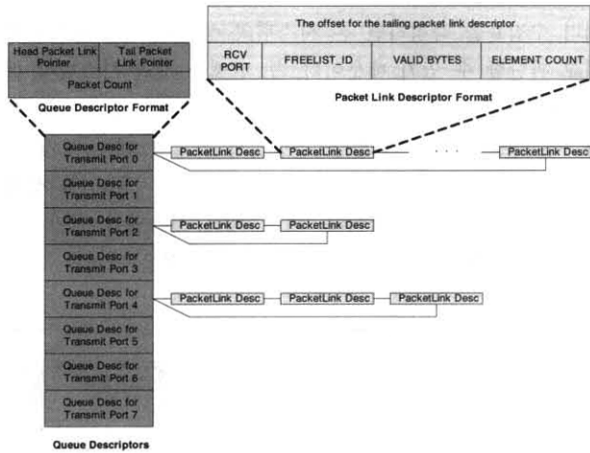 The offset for the tailing packet link descriptor
Head Packet Link Pointer
Tail Packet Link Pointer
RCV PORT
FREELIST_ID
VALID BYTES
ELEMENT COUNT
Packet Count
Queue Descriptor Format
Packet Link Descriptor Format
Queue Desc for
Transmit Port 0
PacketLink Desc
PacketLink Desc
. . .
PacketLink Desc
Queue Desc for
Transmit Port 1
Queue Desc for
Transmit Port 2
PacketLink Desc
PacketLink Desc
Queue Desc for
Transmit Port 3
Queue Desc for
Transmit Port 4
PacketLink Desc
PacketLink Desc
PacketLink Desc
Queue Desc for
Transmit Port 5
Queue Desc for
Transmit Port 6
Queue Desc for
Transmit Port 7
Queue Descriptors